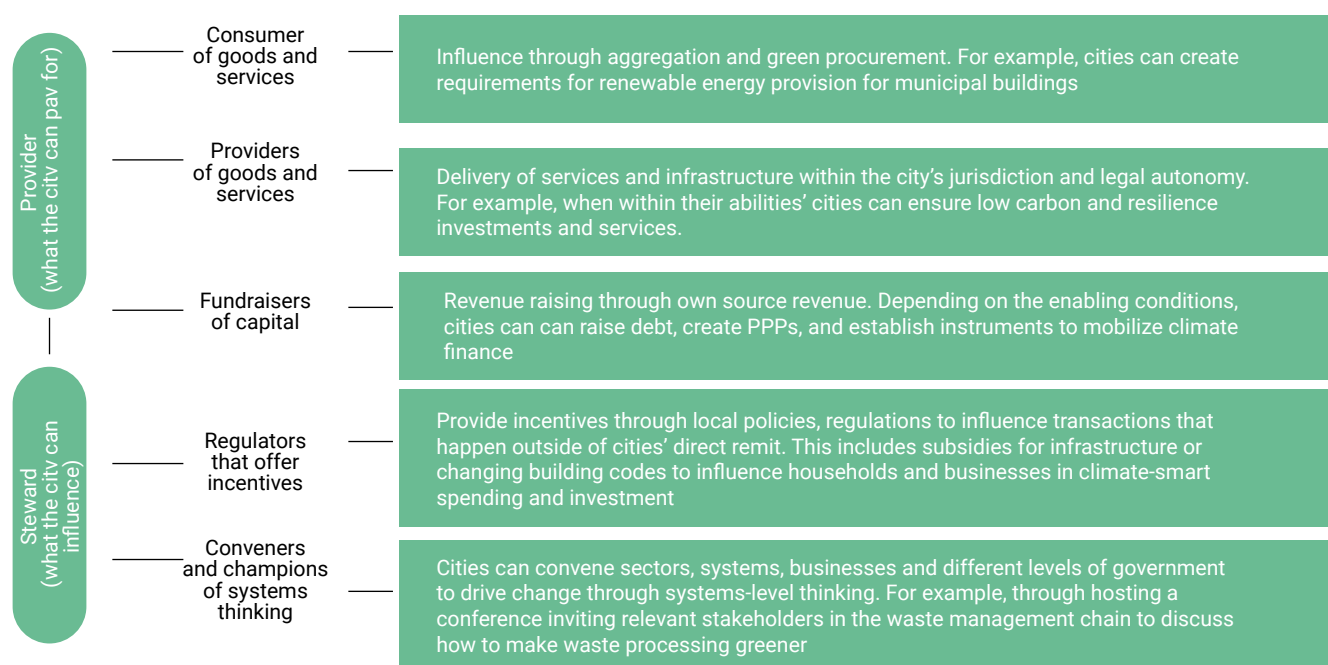 Provider
(what the city can pay for)
Consumer
of goods and
services
Influence through aggregation and green procurement. For example, cities can create
requirements for renewable energy provision for municipal buildings
Providers
of goods and
services
Delivery of services and infrastructure within the city's jurisdiction and legal autonomy.
For example, when within their abilities' cities can ensure low carbon and resilience
investments and services.
Fundraisers
of capital
Revenue raising through own source revenue. Depending on the enabling conditions,
cities can can raise debt, create PPPs, and establish instruments to mobilize climate
finance
Steward
(what the city can
influence)
Regulators
that offer
incentives
Provide incentives through local policies, regulations to influence transactions that
happen outside of cities' direct remit. This includes subsidies for infrastructure or
changing building codes to influence households and businesses in climate-smart
spending and investment
Conveners
and champions
of systems
thinking
Cities can convene sectors, systems, businesses and different levels of government
to drive change through systems-level thinking. For example, through hosting a
conference inviting relevant stakeholders in the waste management chain to discuss
how to make waste processing greener